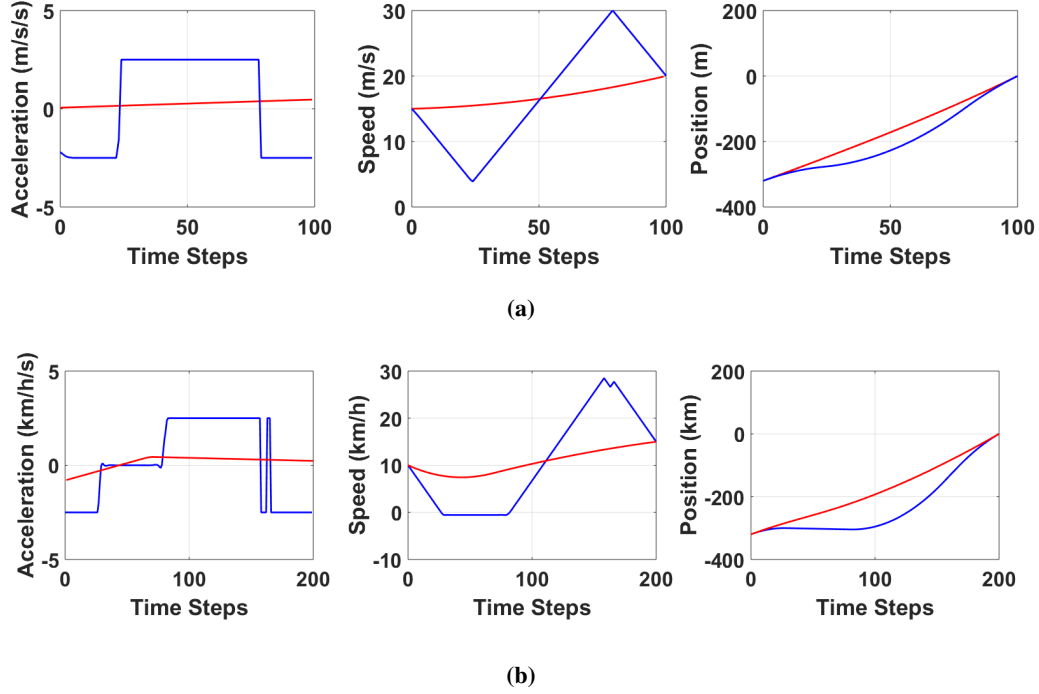 Acceleration (m/s/s)
5
0
-5
0 50 100
Time Steps
Speed (m/s)
30
20
10
0
0 50 100
Time Steps
Position (m)
200
0
-200
-400
0 50 100
Time Steps
(a)
Acceleration (km/h/s)
5
0
-5
0 100 200
Time Steps
Speed (km/h)
30
20
10
0
-10
0 100 200
Time Steps
Position (km)
200
0
-200
-400
0 100 200
Time Steps
(b)